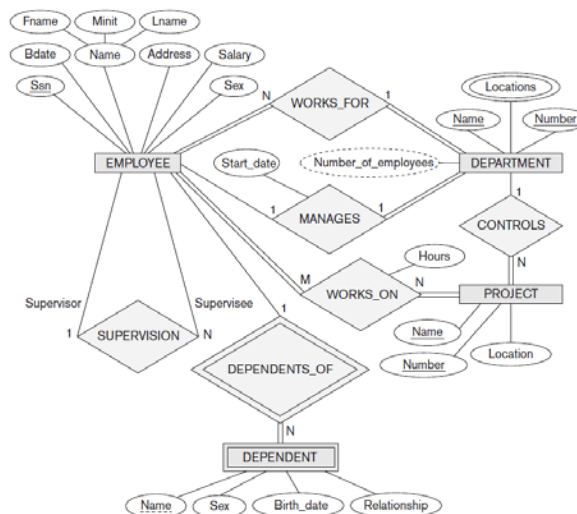 Fname Minit Lname
Bdate Name Address Salary
Ssn Sex
N WORKS_FOR 1
Locations
Name Number
EMPLOYEE Start_date Number_of_employees DEPARTMENT
1 MANAGES 1
1
CONTROLS
N
Hours
M WORKS_ON N PROJECT
Supervisor Supervisee
1 SUPERVISION N
1
Name
Number Location
DEPENDENTS_OF
N
DEPENDENT
Name Sex Birth_date Relationship